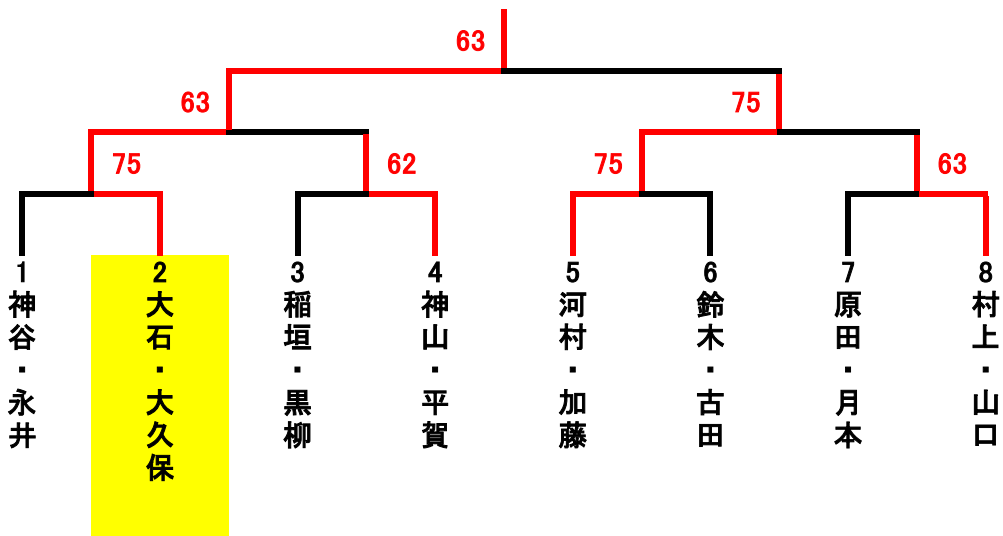 63
63
75
75
62
75
63
1 神谷・永井
2 大石・大久保
3 稲垣・黒柳
4 神山・平賀
5 河村・加藤
6 鈴木・古田
7 原田・月本
8 村上・山口